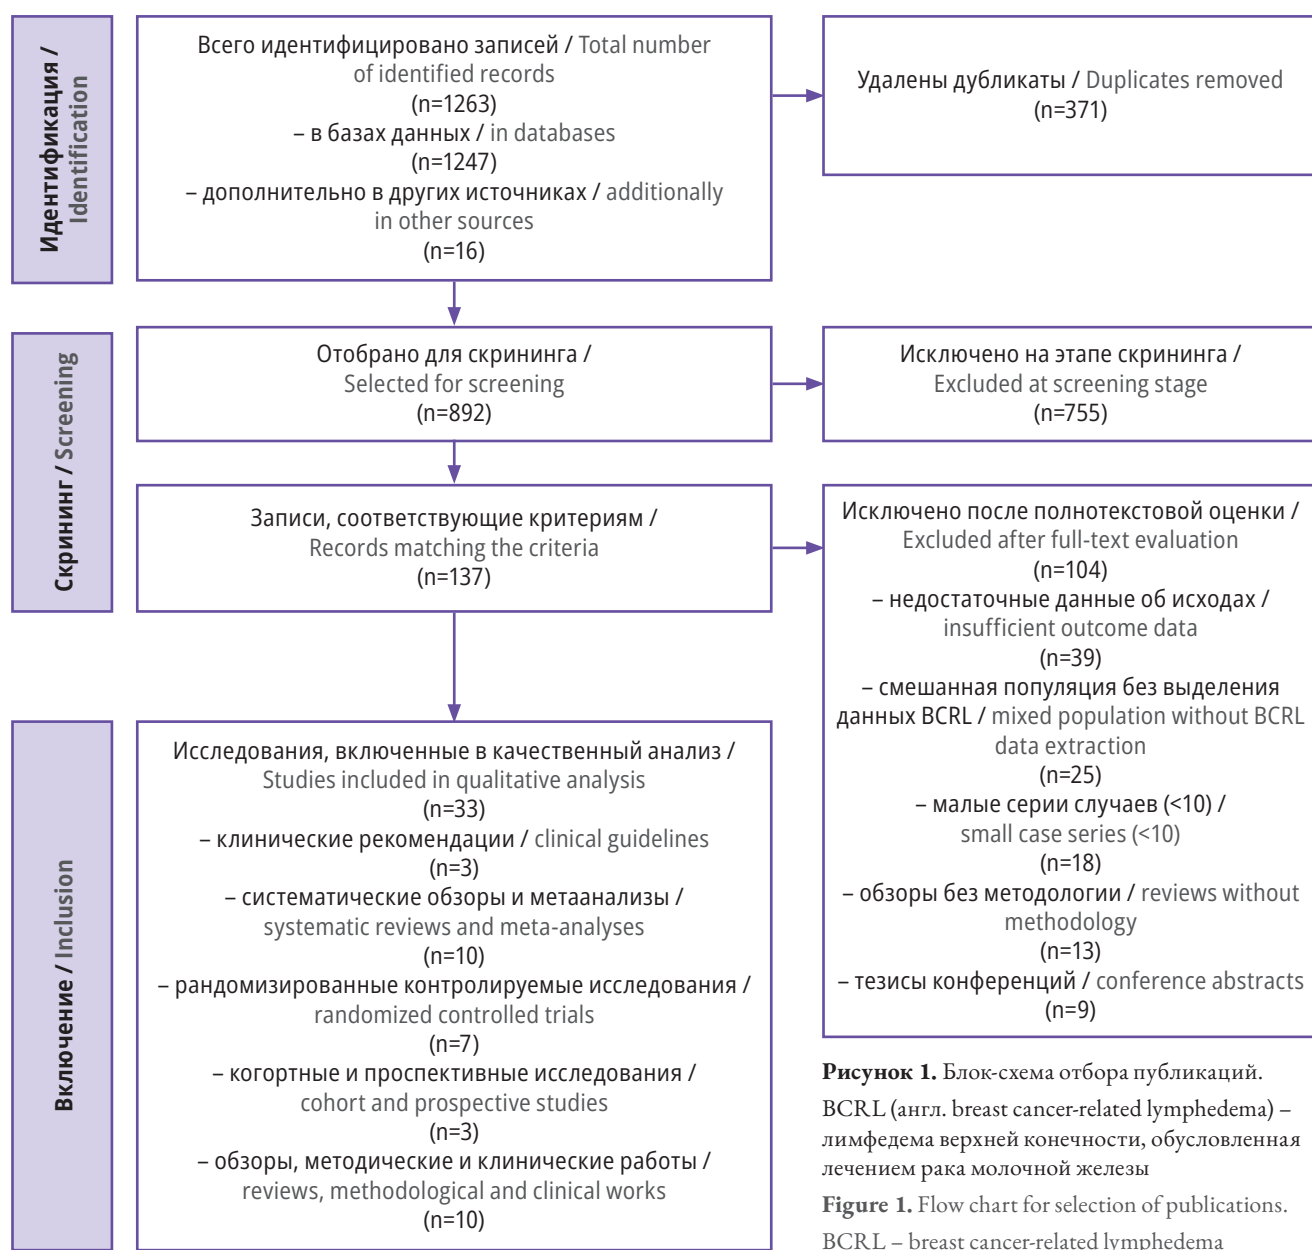 Идентификация /
Identification
Всего идентифицировано записей / Total number
of identified records
(n=1263)
– в базах данных / in databases
(n=1247)
– дополнительно в других источниках / additionally
in other sources
(n=16)
Удалены дубликаты / Duplicates removed
(n=371)
Скрининг / Screening
Отобрано для скрининга /
Selected for screening
(n=892)
Исключено на этапе скрининга /
Excluded at screening stage
(n=755)
Записи, соответствующие критериям /
Records matching the criteria
(n=137)
Исключено после полнотекстовой оценки /
Excluded after full-text evaluation
(n=104)
– недостаточные данные об исходах /
insufficient outcome data
(n=39)
– смешанная популяция без выделения
данных BCRL / mixed population without BCRL
data extraction
(n=25)
– малые серии случаев (<10) /
small case series (<10)
(n=18)
– обзоры без методологии / reviews without
methodology
(n=13)
– тезисы конференций / conference abstracts
(n=9)
Включение / Inclusion
Исследования, включенные в качественный анализ /
Studies included in qualitative analysis
(n=33)
– клинические рекомендации / clinical guidelines
(n=3)
– систематические обзоры и метаанализы /
systematic reviews and meta-analyses
(n=10)
– рандомизированные контролируемые исследования /
randomized controlled trials
(n=7)
– когортные и проспективные исследования /
cohort and prospective studies
(n=3)
– обзоры, методические и клинические работы /
reviews, methodological and clinical works
(n=10)
Рисунок 1. Блок-схема отбора публикаций.
BCRL (англ. breast cancer-related lymphedema) –
лимфедема верхней конечности, обусловленная
лечением рака молочной железы
Figure 1. Flow chart for selection of publications.
BCRL – breast cancer-related lymphedema